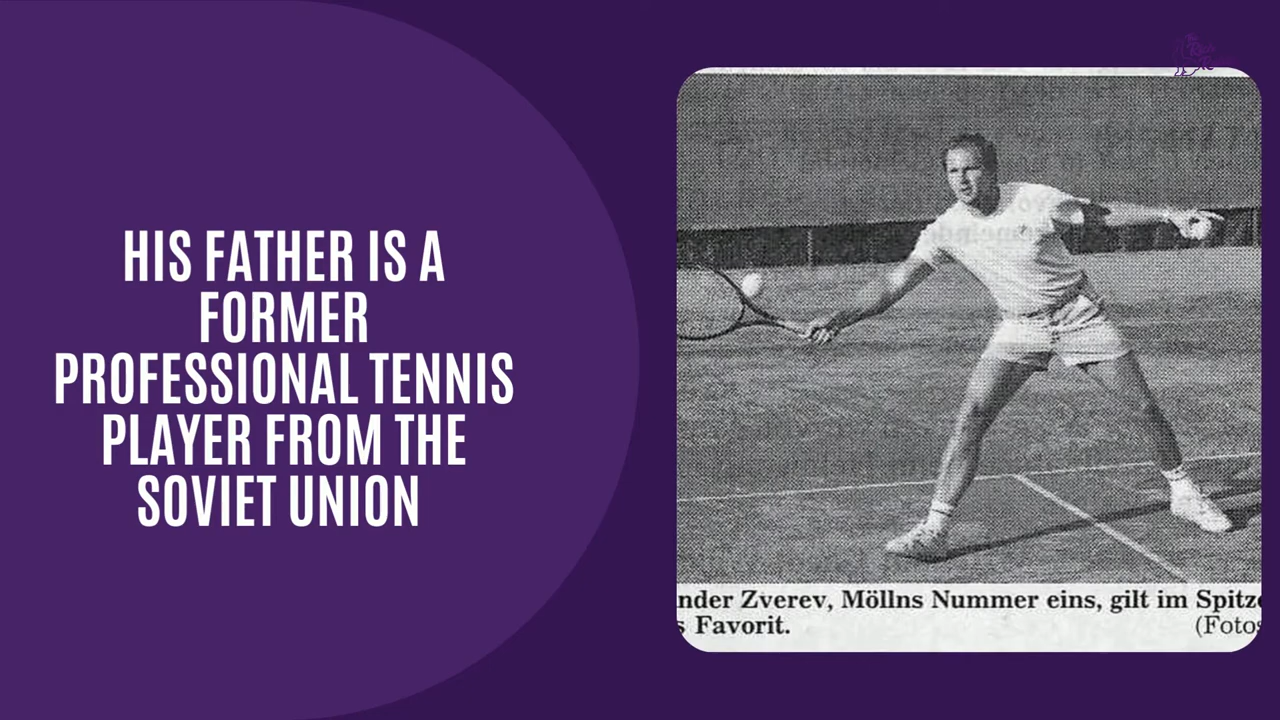 HIS FATHER IS A
FORMER
PROFESSIONAL TENNIS
PLAYER FROM THE
SOVIET UNION
nder Zverev, Möllns Nummer eins, gilt im Spitze
s Favorit.
(Fotos